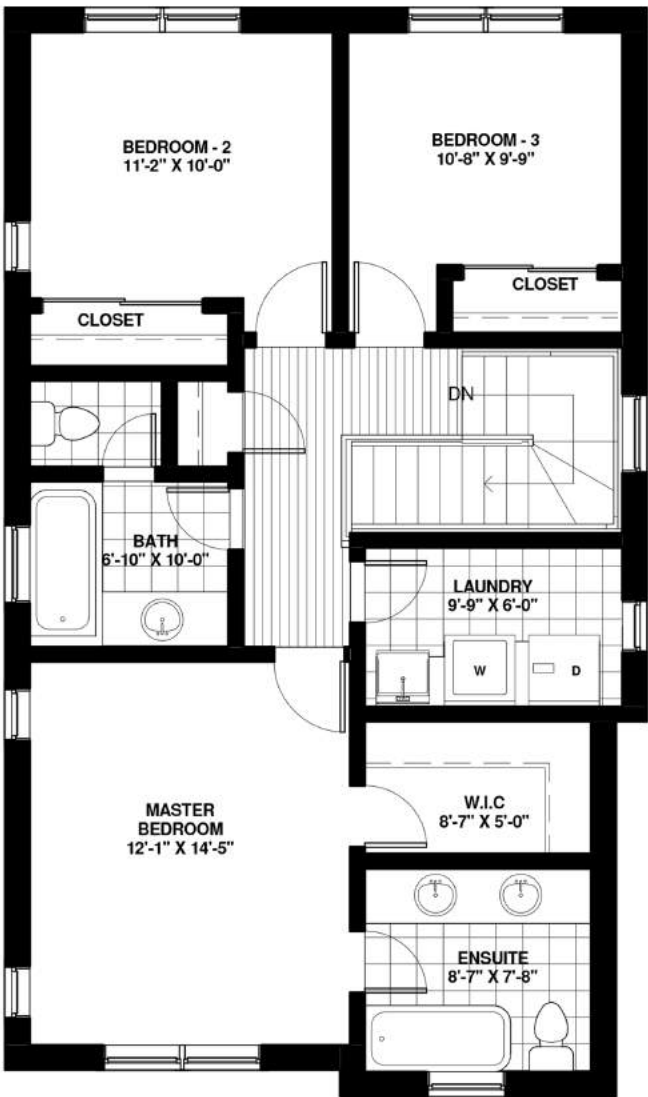 BEDROOM - 2
11'-2" X 10'-0"
BEDROOM - 3
10'-8" X 9'-9"
CLOSET
CLOSET
DN
BATH
6'-10" X 10'-0"
LAUNDRY
9'-9" X 6'-0"
W
D
MASTER
BEDROOM
12'-1" X 14'-5"
W.I.C
8'-7" X 5'-0"
ENSUITE
8'-7" X 7'-8"